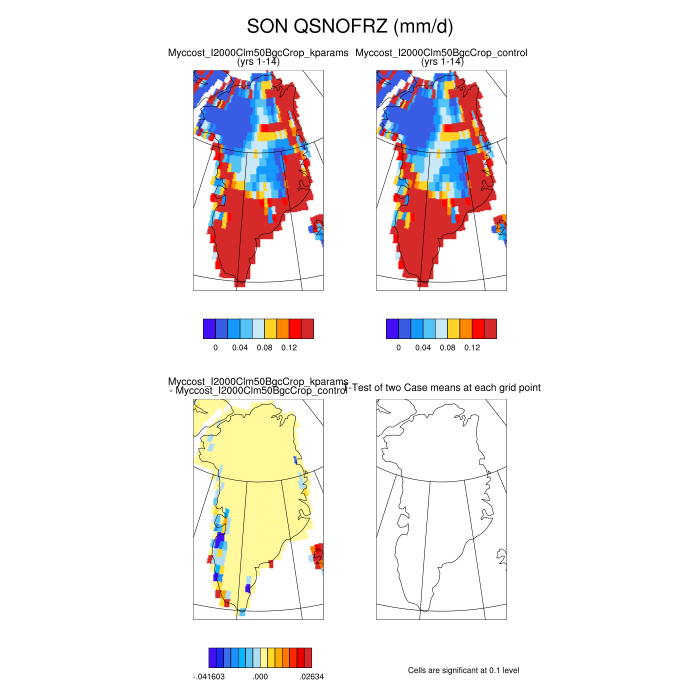 SON QSNOFRZ (mm/d)
Myccost_I2000Clm50BgcCrop_kparams
(yrs 1-14)
Myccost_I2000Clm50BgcCrop_control
(yrs 1-14)
0 0.04 0.08 0.12
0 0.04 0.08 0.12
Myccost_I2000Clm50BgcCrop_kparams
- Myccost_I2000Clm50BgcCrop_control
T-Test of two Case means at each grid point
-.041603 .000 .02634
Cells are significant at 0.1 level